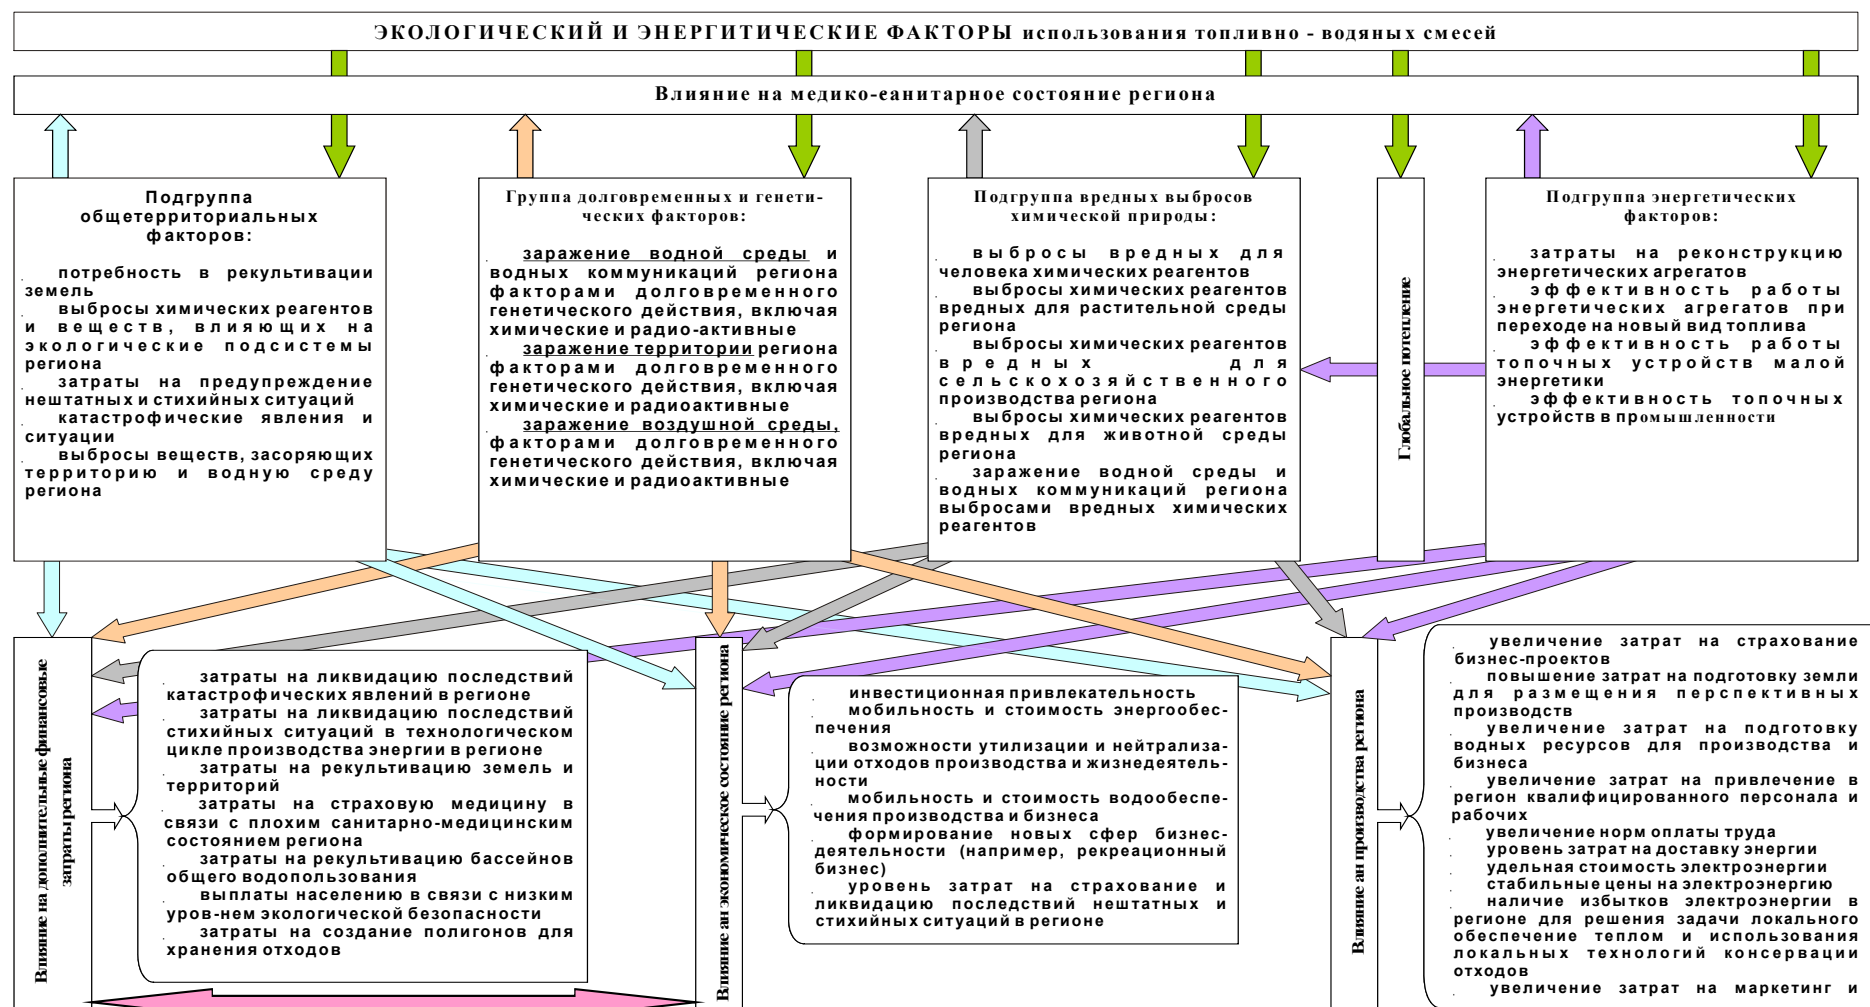 ЭКОЛОГИЧЕСКИЙ И ЭНЕРГИТИЧЕСКИЕ ФАКТОРЫ использования топливно - водяных смесей
Влияние на медико-санитарное состояние региона
Подгруппа
общетерриториальных
факторов:
потребность в рекультивации
земель
выбросы химических реагентов
и веществ, влияющих на
экологические подсистемы
региона
затраты на предупреждение
нештатных и стихийных ситуаций
катастрофические явления и
ситуации
выбросы веществ, засоряющих
территорию и водную среду
региона
Группа долговременных и генети-
ческих факторов:
заражение водной среды и
водных коммуникаций региона
факторами долговременного
генетического действия, включая
химические и радио-активные
заражение территории региона
факторами долговременного
генетического действия, включая
химические и радиоактивные
заражение воздушной среды,
факторами долговременного
генетического действия, включая
химические и радиоактивные
Подгруппа вредных выбросов
химической природы:
выбросы вредных для
человека химических реагентов
выбросы химических реагентов
вредных для растительной среды
региона
выбросы химических реагентов
вредных для
сельскохозяйственного
производства региона
выбросы химических реагентов
вредных для животной среды
региона
заражение водной среды и
водных коммуникаций региона
выбросами вредных химических
реагентов
Глобальное потепление
Подгруппа энергетических
факторов:
затраты на реконструкцию
энергетических агрегатов
эффективность работы
энергетических агрегатов при
переходе на новый вид топлива
эффективность работы
топочных устройств малой
энергетики
эффективность топочных
устройств в промышленности
Влияние на дополнительные финансовые
затраты региона
затраты на ликвидацию последствий
катастрофических явлений в регионе
затраты на ликвидацию последствий
стихийных ситуаций в технологическом
цикле производства энергии в регионе
затраты на рекультивацию земель и
территорий
затраты на страховую медицину в
связи с плохим санитарно-медицинским
состоянием региона
затраты на рекультивацию бассейнов
общего водопользования
выплаты населению в связи с низким
уров-нем экологической безопасности
затраты на создание полигонов для
хранения отходов
Влияние ан экономическое состояние региона
инвестиционная привлекательность
мобильность и стоимость энергообес-
печения
возможности утилизации и нейтрализа-
ции отходов производства и жизнедеятель-
ности
мобильность и стоимость водообеспе-
чения производства и бизнеса
формирование новых сфер бизнес-
деятельности (например, рекреационный
бизнес)
уровень затрат на страхование и
ликвидацию последствий нештатных и
стихийных ситуаций в регионе
Влияние ан производства региона
увеличение затрат на страхование
бизнес-проектов
повышение затрат на подготовку земли
для размещения перспективных
производств
увеличение затрат на подготовку
водных ресурсов для производства и
бизнеса
увеличение затрат на привлечение в
регион квалифицированного персонала и
рабочих
увеличение норм оплаты труда
уровень затрат на доставку энергии
удельная стоимость электроэнергии
стабильные цены на электроэнергию
наличие избытков электроэнергии в
регионе для решения задачи локального
обеспечение теплом и использования
локальных технологий консервации
отходов
увеличение затрат на маркетинг и